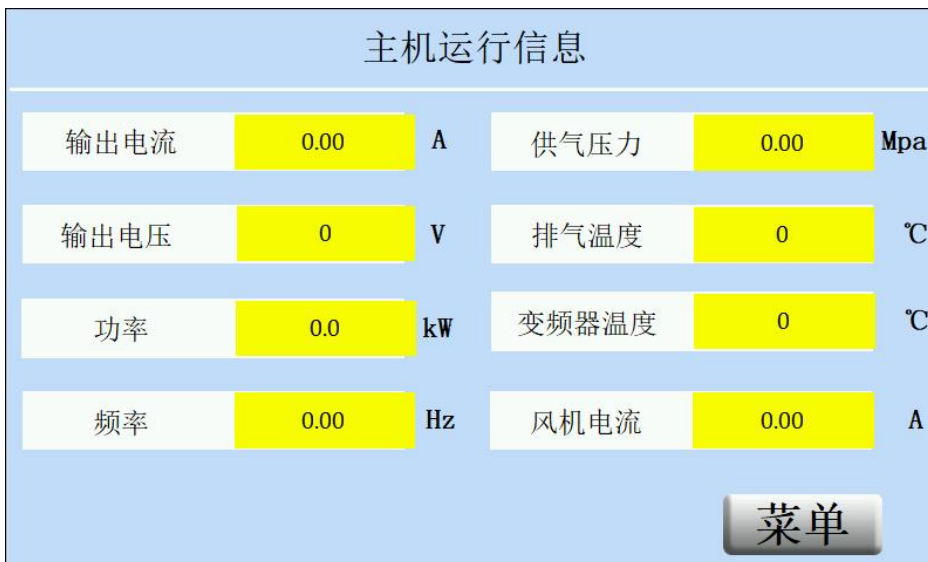 主机运行信息
输出电流 0.00 A 供气压力 0.00 Mpa
输出电压 0 V 排气温度 0 ℃
功率 0.0 kW 变频器温度 0 ℃
频率 0.00 Hz 风机电流 0.00 A
菜单